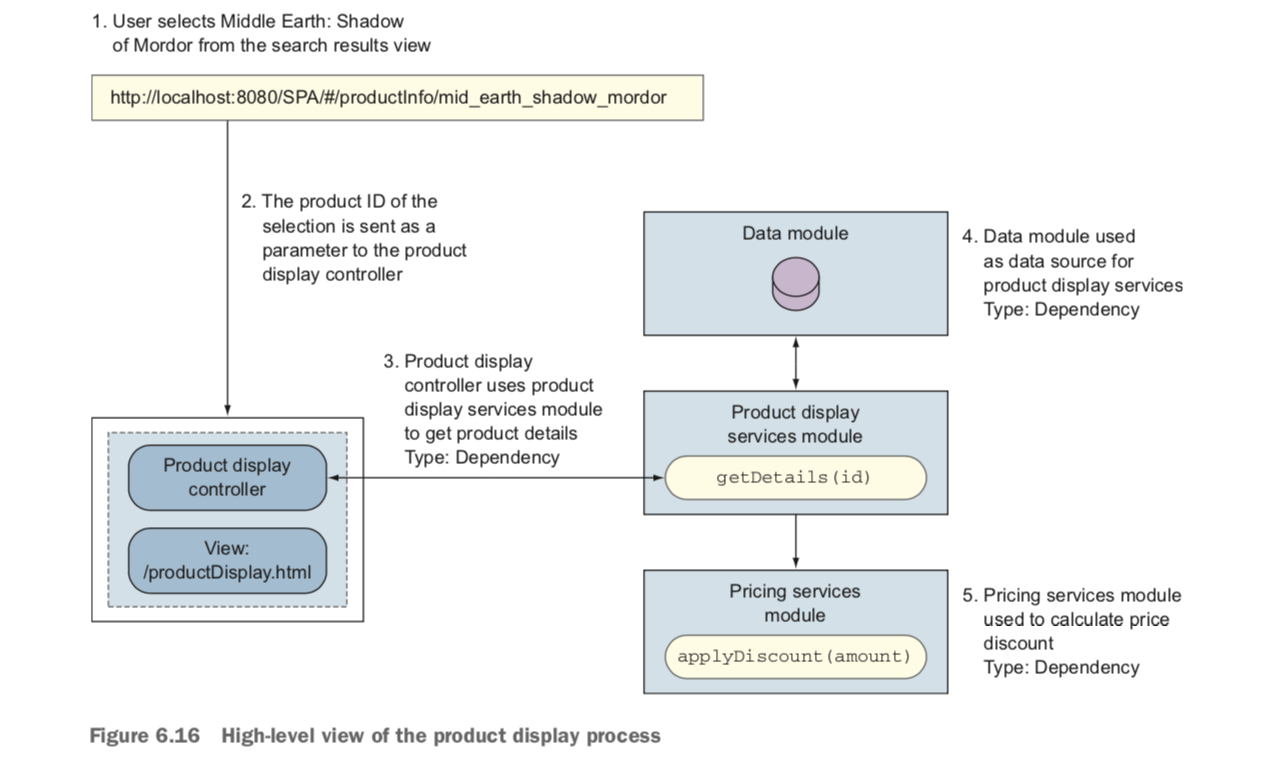 1. User selects Middle Earth: Shadow
of Mordor from the search results view
http://localhost:8080/SPA/#/productInfo/mid_earth_shadow_mordor
2. The product ID of the
selection is sent as a
parameter to the product
display controller
Data module
4. Data module used
as data source for
product display services
Type: Dependency
3. Product display
controller uses product
display services module
to get product details
Type: Dependency
Product display
services module
getDetails(id)
Product display
controller
View:
/productDisplay.html
Pricing services
module
applyDiscount(amount)
5. Pricing services module
used to calculate price
discount
Type: Dependency
Figure 6.16 High-level view of the product display process